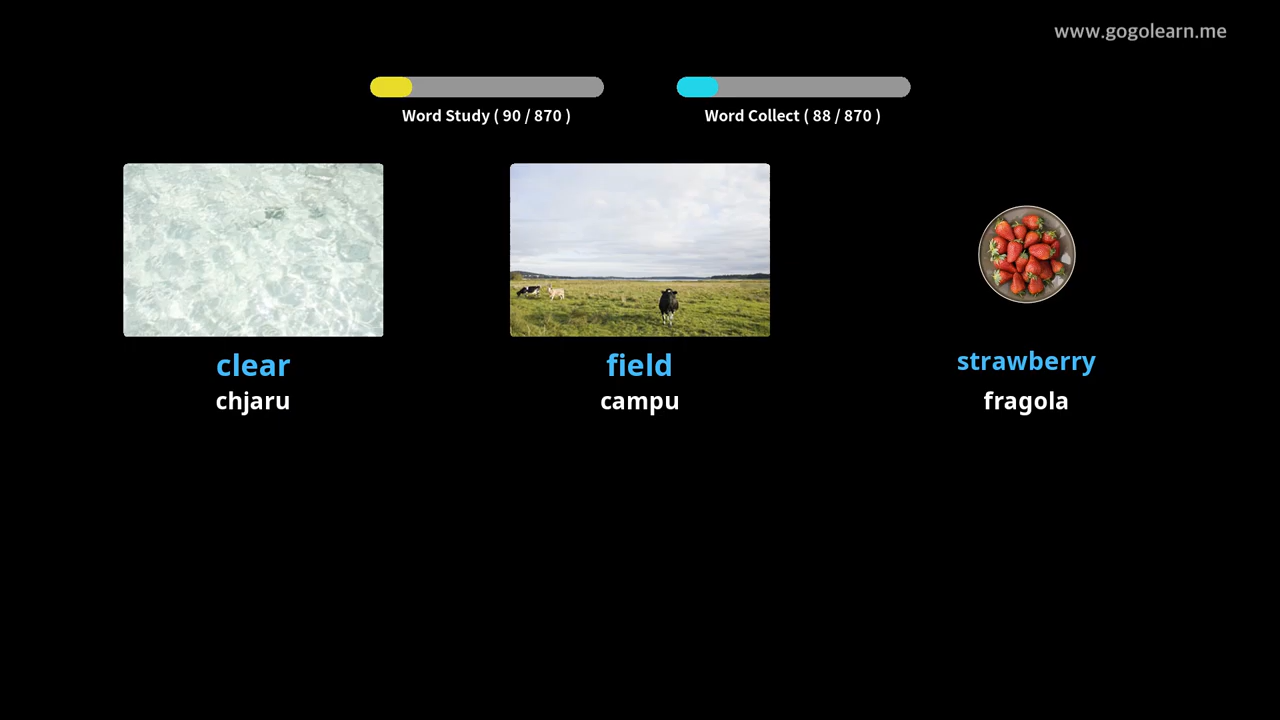 www.gogolearn.me
Word Study ( 90 / 870 )
Word Collect ( 88 / 870 )
clear
chjaru
field
campu
strawberry
fragola